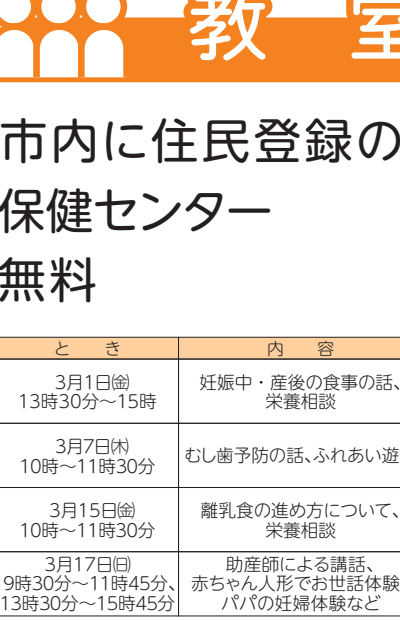 教室
市内に住民登録の
保健センター
無料
とき 内容
3月1日㈮ 妊娠中・産後の食事の話、
13時30分～15時 栄養相談
3月7日㈭ むし歯予防の話、ふれあい遊
10時～11時30分
3月15日㈮ 離乳食の進め方について、
10時～11時30分 栄養相談
3月17日㈰ 助産師による講話、
9時30分～11時45分、 赤ちゃん人形でお世話体験
13時30分～15時45分 パパの妊婦体験など